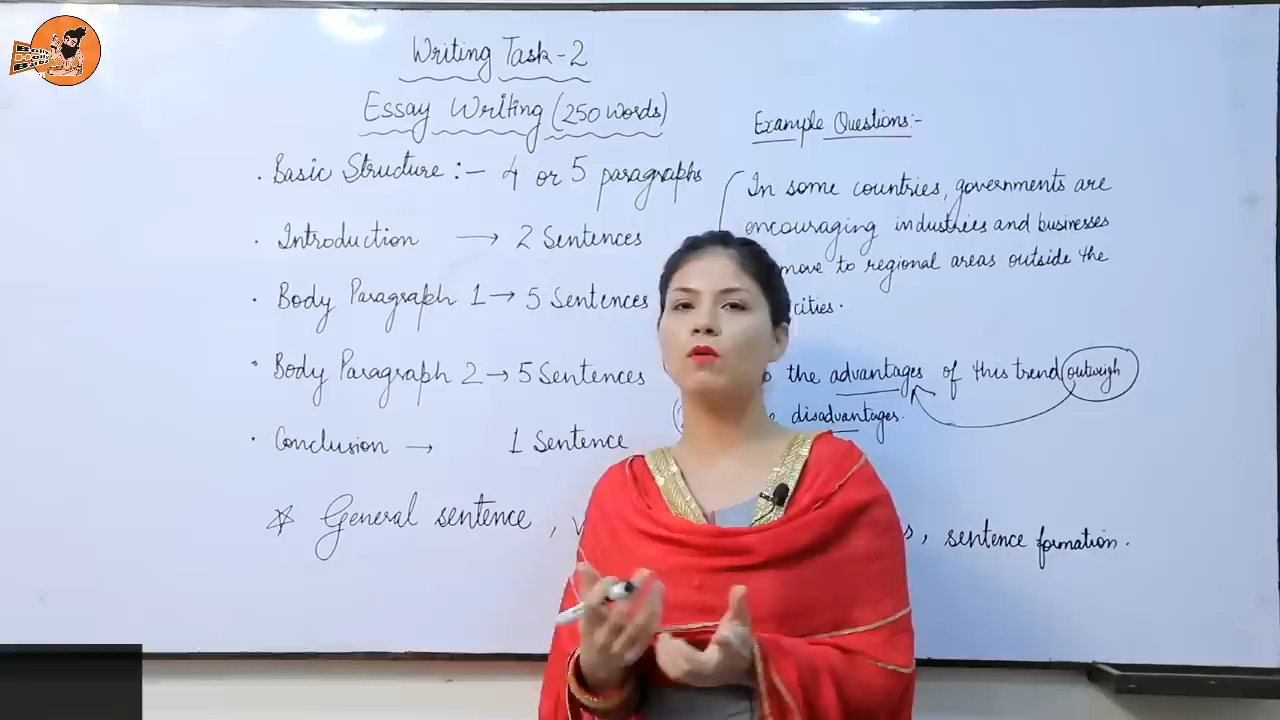 Writing Task-2
Essay Writing (250 words)
. Basic Structure :- 4 or 5 paragraphs
. Introduction → 2 Sentences
. Body Paragraph 1 → 5 Sentences
. Body Paragraph 2 → 5 Sentences
. Conclusion → 1 Sentence
☆ General sentence ,
, sentence formation.
Example Questions:-
In some countries, governments are
encouraging industries and businesses
move to regional areas outside the
cities.
the advantages of this trend outweigh
disadvantages.